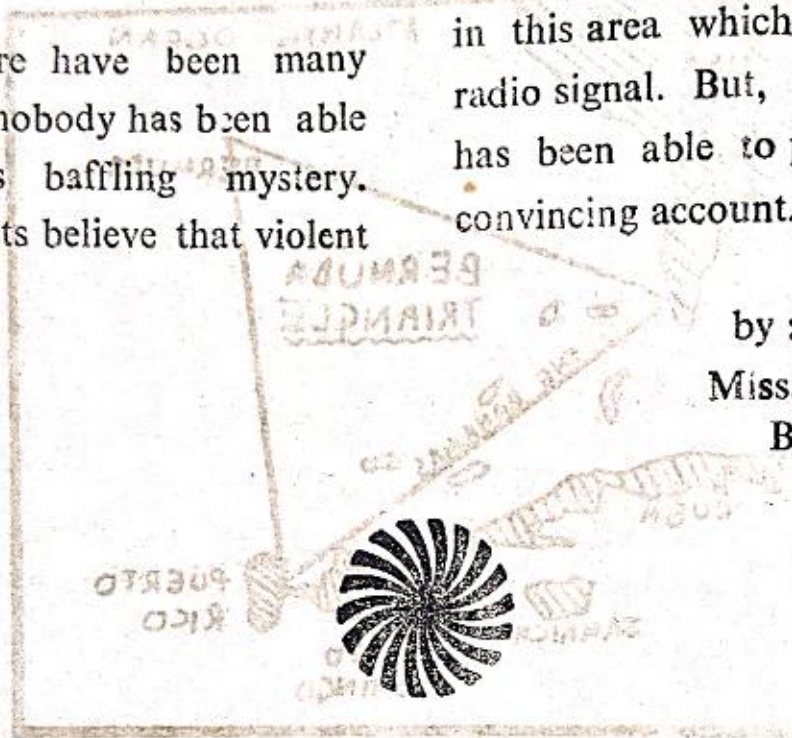 re have been many
nobody has been able
s baffling mystery.
ts believe that violent
in this area which
radio signal. But,
has been able to p
convincing account.
by
Miss
B
BERMUDA
TRIANGLE
CUBA
PUERTO
RICO